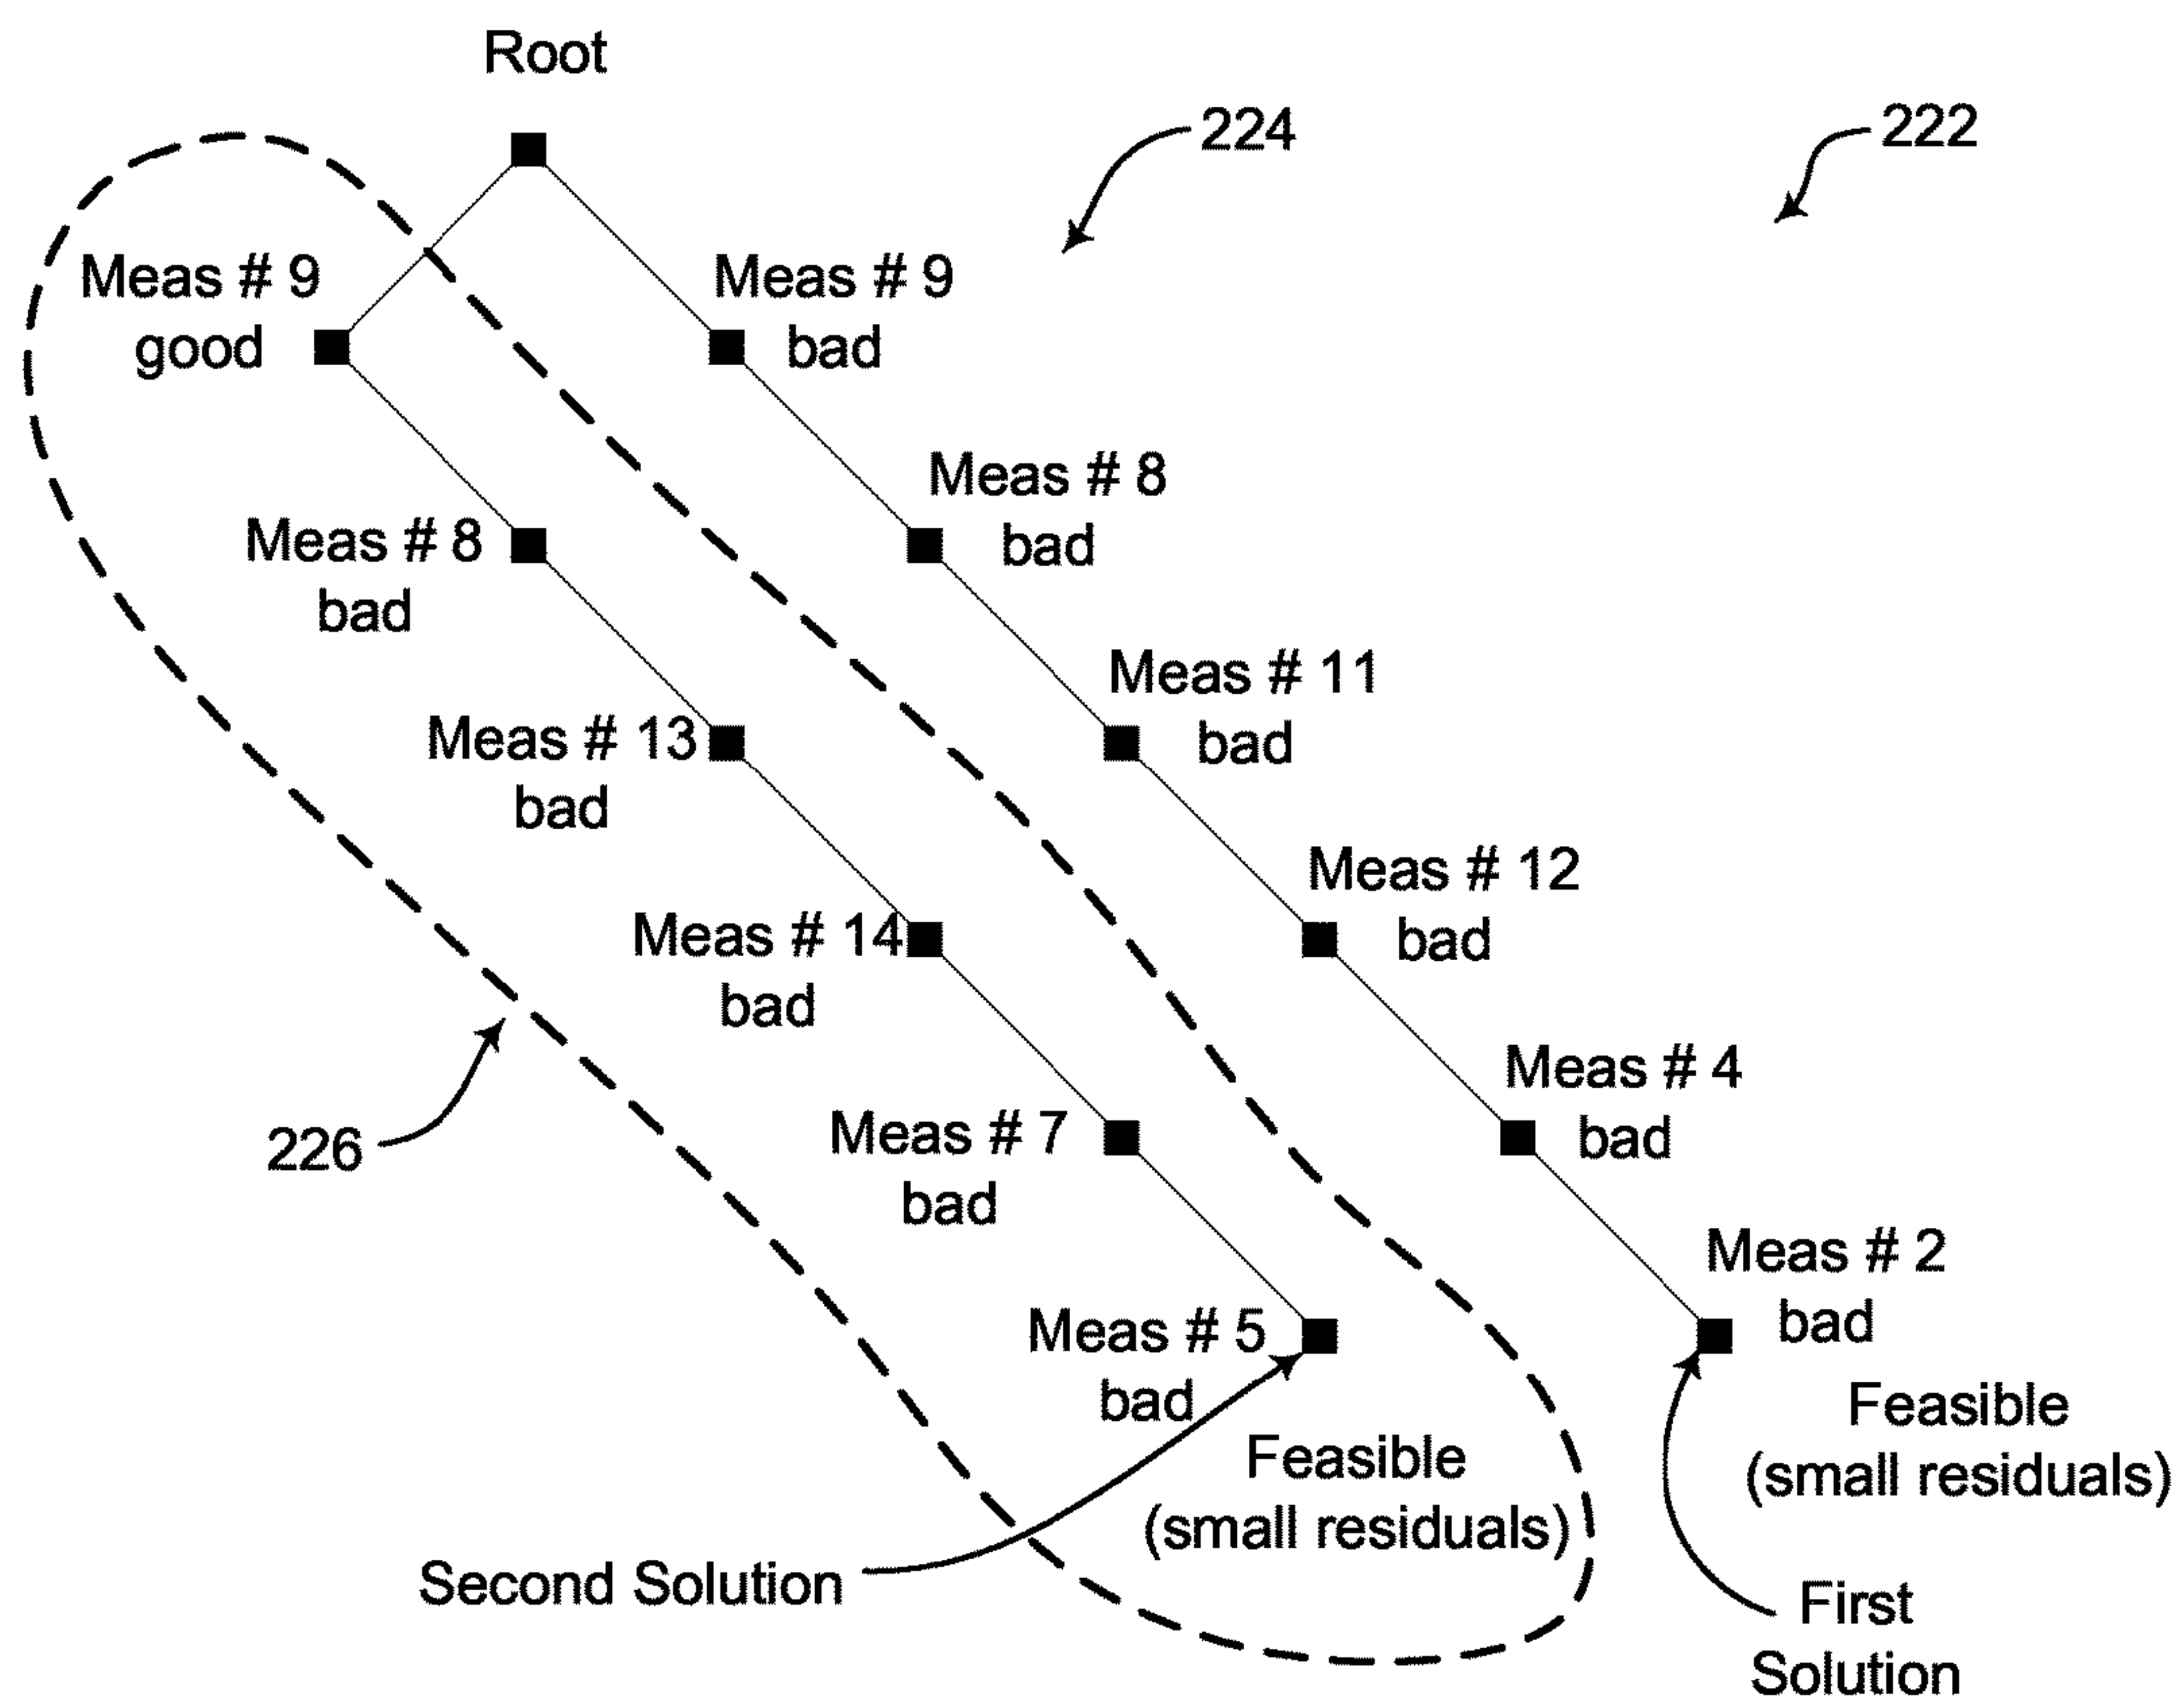 Root
224
222
Meas # 9
good
Meas # 9
bad
Meas # 8
bad
Meas # 8
bad
Meas # 11
bad
Meas # 13
bad
Meas # 12
bad
Meas # 14
bad
Meas # 4
bad
226
Meas # 7
bad
Meas # 2
bad
Meas # 5
bad
Feasible
(small residuals)
Feasible
(small residuals)
Second Solution
First
Solution